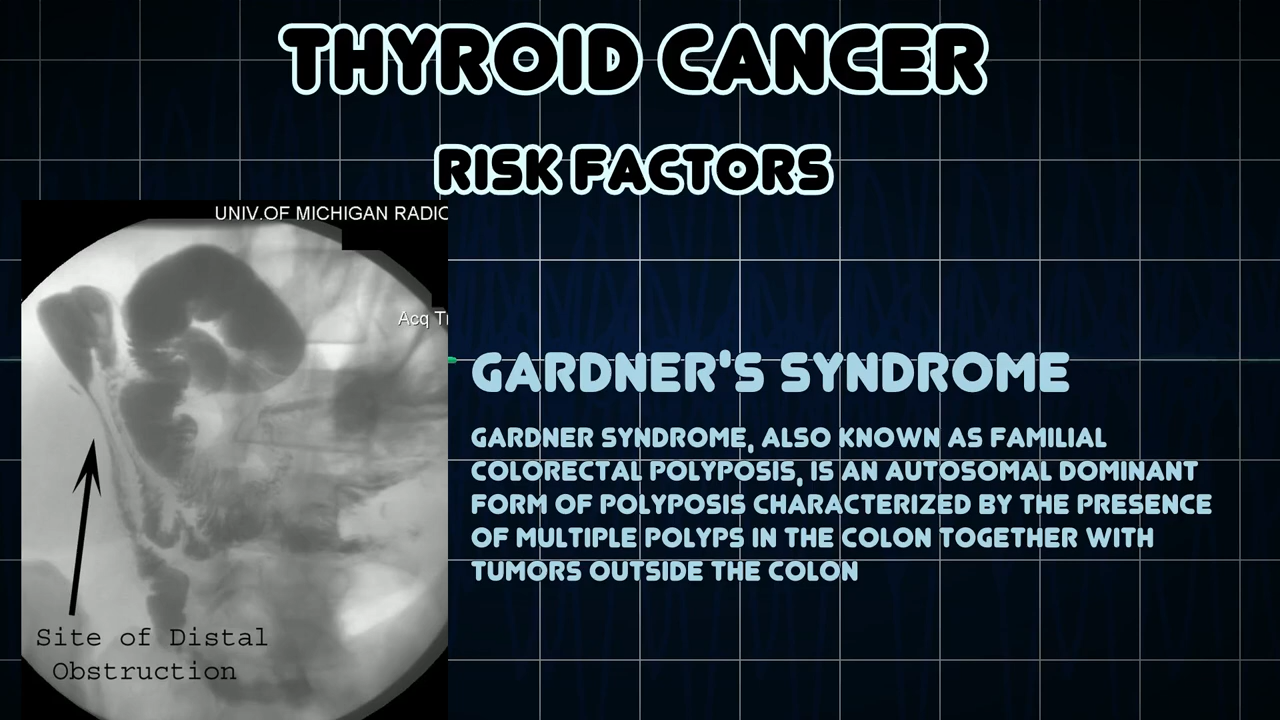 THYROID CANCER
RISK FACTORS
UNIV.OF MICHIGAN RADIO
Acq
GARDNER'S SYNDROME
GARDNER SYNDROME, ALSO KNOWN AS FAMILIAL
COLORECTAL POLYPOSIS, IS AN AUTOSOMAL DOMINANT
FORM OF POLYPOSIS CHARACTERIZED BY THE PRESENCE
OF MULTIPLE POLYPS IN THE COLON TOGETHER WITH
TUMORS OUTSIDE THE COLON
Site of Distal
Obstruction